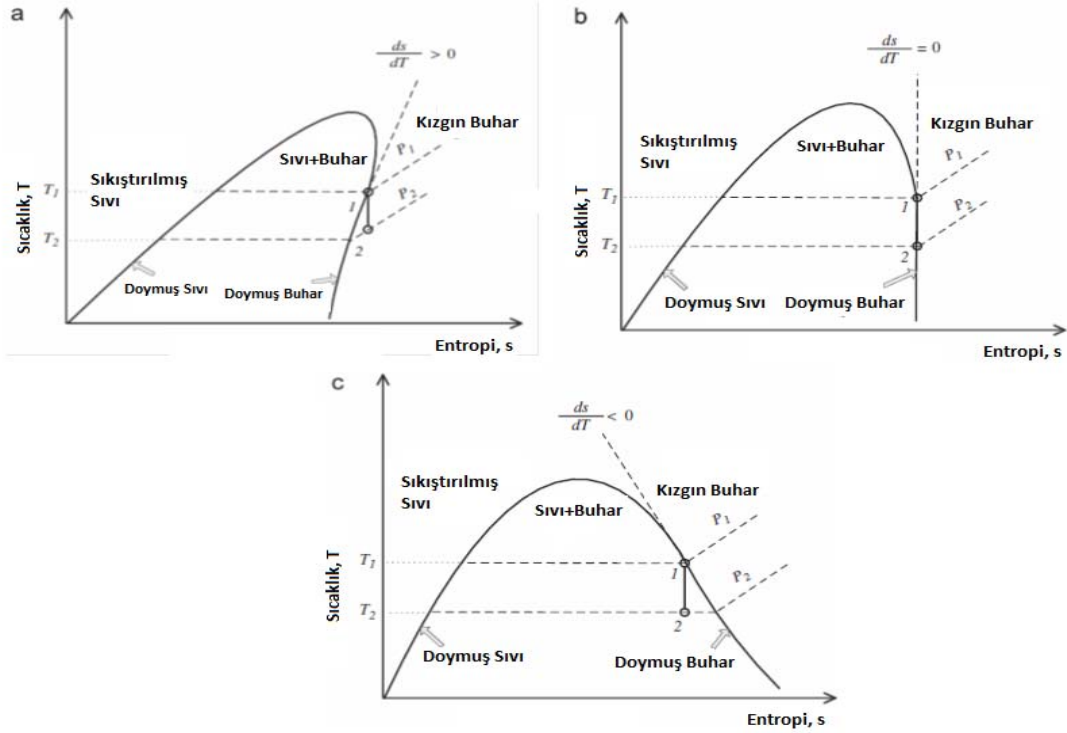 a
ds/dT > 0
Kızgın Buhar
P1
Sıvı+Buhar
P2
Sıkıştırılmış
Sıvı
Sıcaklık, T
T1
1
T2
2
Doymuş Sıvı
Doymuş Buhar
Entropi, s
b
ds/dT = 0
Kızgın Buhar
P1
Sıvı+Buhar
P2
Sıkıştırılmış
Sıvı
Sıcaklık, T
T1
1
T2
2
Doymuş Sıvı
Doymuş Buhar
Entropi, s
c
ds/dT < 0
Sıkıştırılmış
Sıvı
Kızgın Buhar
Sıvı+Buhar
P1
Sıcaklık, T
T1
1
P2
T2
2
Doymuş Sıvı
Doymuş Buhar
Entropi, s